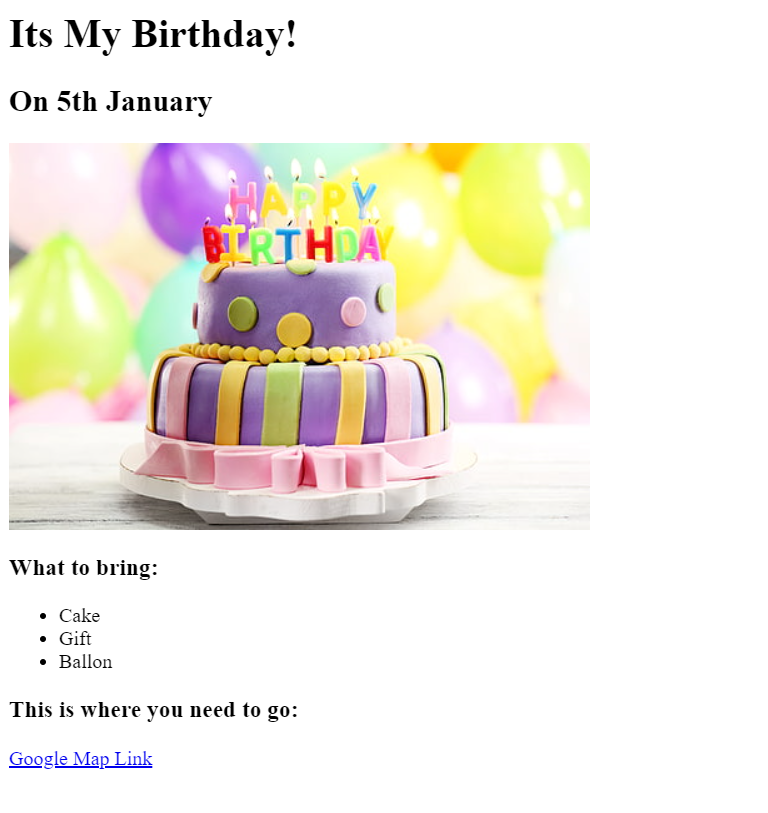 Its My Birthday!
On 5th January
HAPPY
BIRTHDAY
What to bring:
Cake
Gift
Ballon
This is where you need to go:
Google Map Link